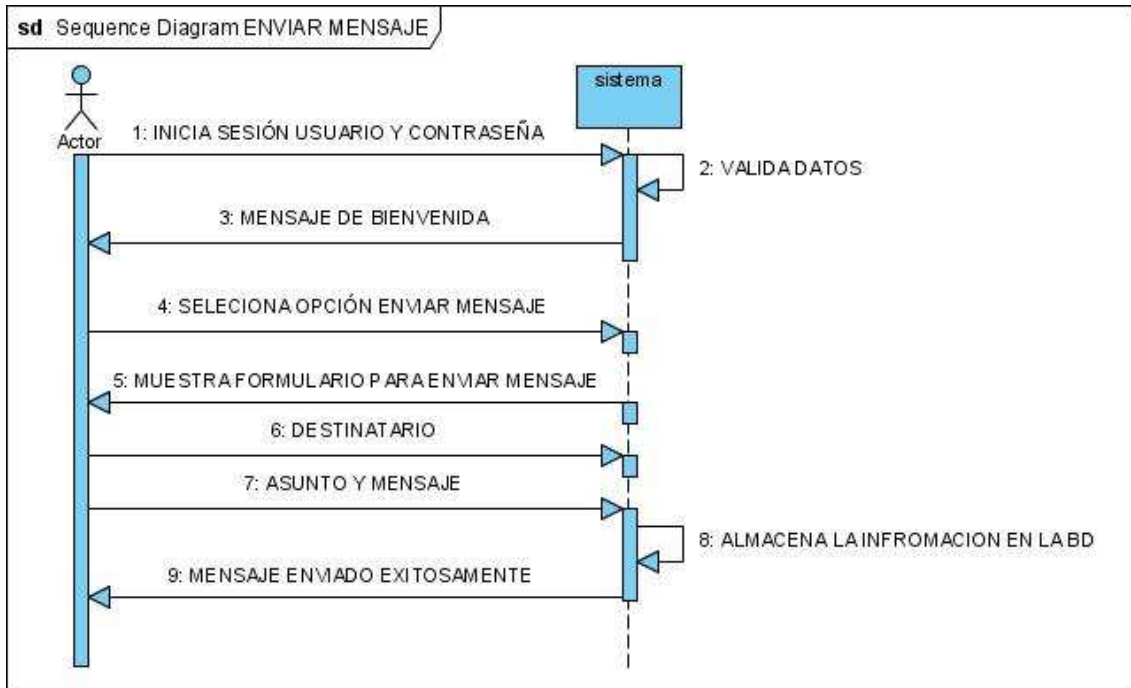 sd Sequence Diagram ENVIAR MENSAJE
sistema
Actor
1: INICIA SESIÓN USUARIO Y CONTRASEÑA
2: VALIDA DATOS
3: MENSAJE DE BIENVENIDA
4: SELECIONA OPCIÓN ENVIAR MENSAJE
5: MUESTRA FORMULARIO PARA ENVIAR MENSAJE
6: DESTINATARIO
7: ASUNTO Y MENSAJE
8: ALMACENA LA INFROMACION EN LA BD
9: MENSAJE ENVIADO EXITOSAMENTE